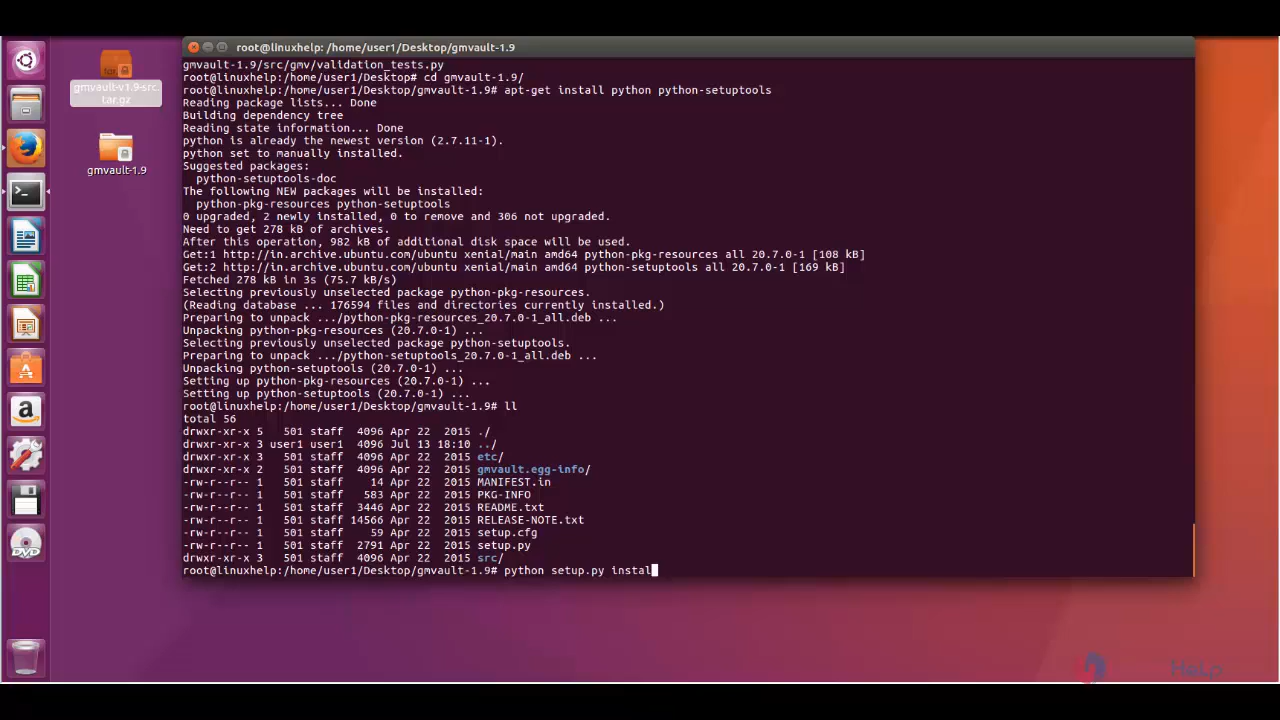 root@linuxhelp: /home/user1/Desktop/gmvault-1.9
gmvault-v1.9-src.
tar.gz
gmvault-1.9
gmvault-1.9/src/gmv/validation_tests.py
root@linuxhelp:/home/user1/Desktop# cd gmvault-1.9/
root@linuxhelp:/home/user1/Desktop/gmvault-1.9# apt-get install python python-setuptools
Reading package lists... Done
Building dependency tree
Reading state information... Done
python is already the newest version (2.7.11-1).
python set to manually installed.
Suggested packages:
  python-setuptools-doc
The following NEW packages will be installed:
  python-pkg-resources python-setuptools
0 upgraded, 2 newly installed, 0 to remove and 306 not upgraded.
Need to get 278 kB of archives.
After this operation, 982 kB of additional disk space will be used.
Get:1 http://in.archive.ubuntu.com/ubuntu xenial/main amd64 python-pkg-resources all 20.7.0-1 [108 kB]
Get:2 http://in.archive.ubuntu.com/ubuntu xenial/main amd64 python-setuptools all 20.7.0-1 [169 kB]
Fetched 278 kB in 3s (75.7 kB/s)
Selecting previously unselected package python-pkg-resources.
(Reading database ... 176594 files and directories currently installed.)
Preparing to unpack .../python-pkg-resources_20.7.0-1_all.deb ...
Unpacking python-pkg-resources (20.7.0-1) ...
Selecting previously unselected package python-setuptools.
Preparing to unpack .../python-setuptools_20.7.0-1_all.deb ...
Unpacking python-setuptools (20.7.0-1) ...
Setting up python-pkg-resources (20.7.0-1) ...
Setting up python-setuptools (20.7.0-1) ...
root@linuxhelp:/home/user1/Desktop/gmvault-1.9# ll
total 56
drwxr-xr-x 5   501 staff  4096 Apr 22  2015 ./
drwxr-xr-x 3 user1 user1  4096 Jul 13 18:10 ../
drwxr-xr-x 3   501 staff  4096 Apr 22  2015 etc/
drwxr-xr-x 2   501 staff  4096 Apr 22  2015 gmvault.egg-info/
-rw-r--r-- 1   501 staff    14 Apr 22  2015 MANIFEST.in
-rw-r--r-- 1   501 staff   583 Apr 22  2015 PKG-INFO
-rw-r--r-- 1   501 staff  3446 Apr 22  2015 README.txt
-rw-r--r-- 1   501 staff 14566 Apr 22  2015 RELEASE-NOTE.txt
-rw-r--r-- 1   501 staff    59 Apr 22  2015 setup.cfg
-rw-r--r-- 1   501 staff  2791 Apr 22  2015 setup.py
drwxr-xr-x 3   501 staff  4096 Apr 22  2015 src/
root@linuxhelp:/home/user1/Desktop/gmvault-1.9# python setup.py instal
DVD
HeLp